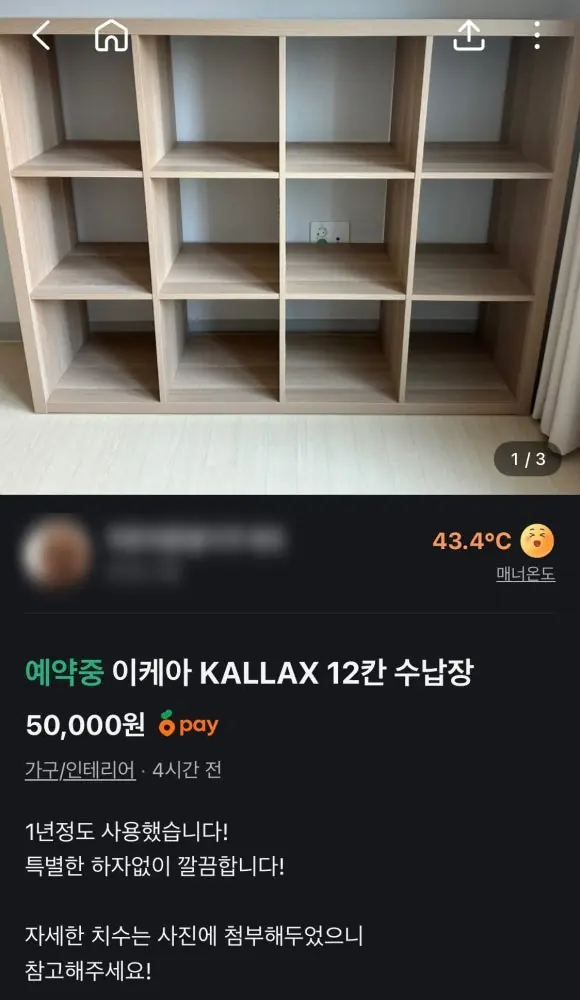 1 / 3
43.4°C
매너온도
예약중 이케아 KALLAX 12칸 수납장
50,000원 pay
가구/인테리어 · 4시간 전
1년정도 사용했습니다!
특별한 하자없이 깔끔합니다!
자세한 치수는 사진에 첨부해두었으니
참고해주세요!